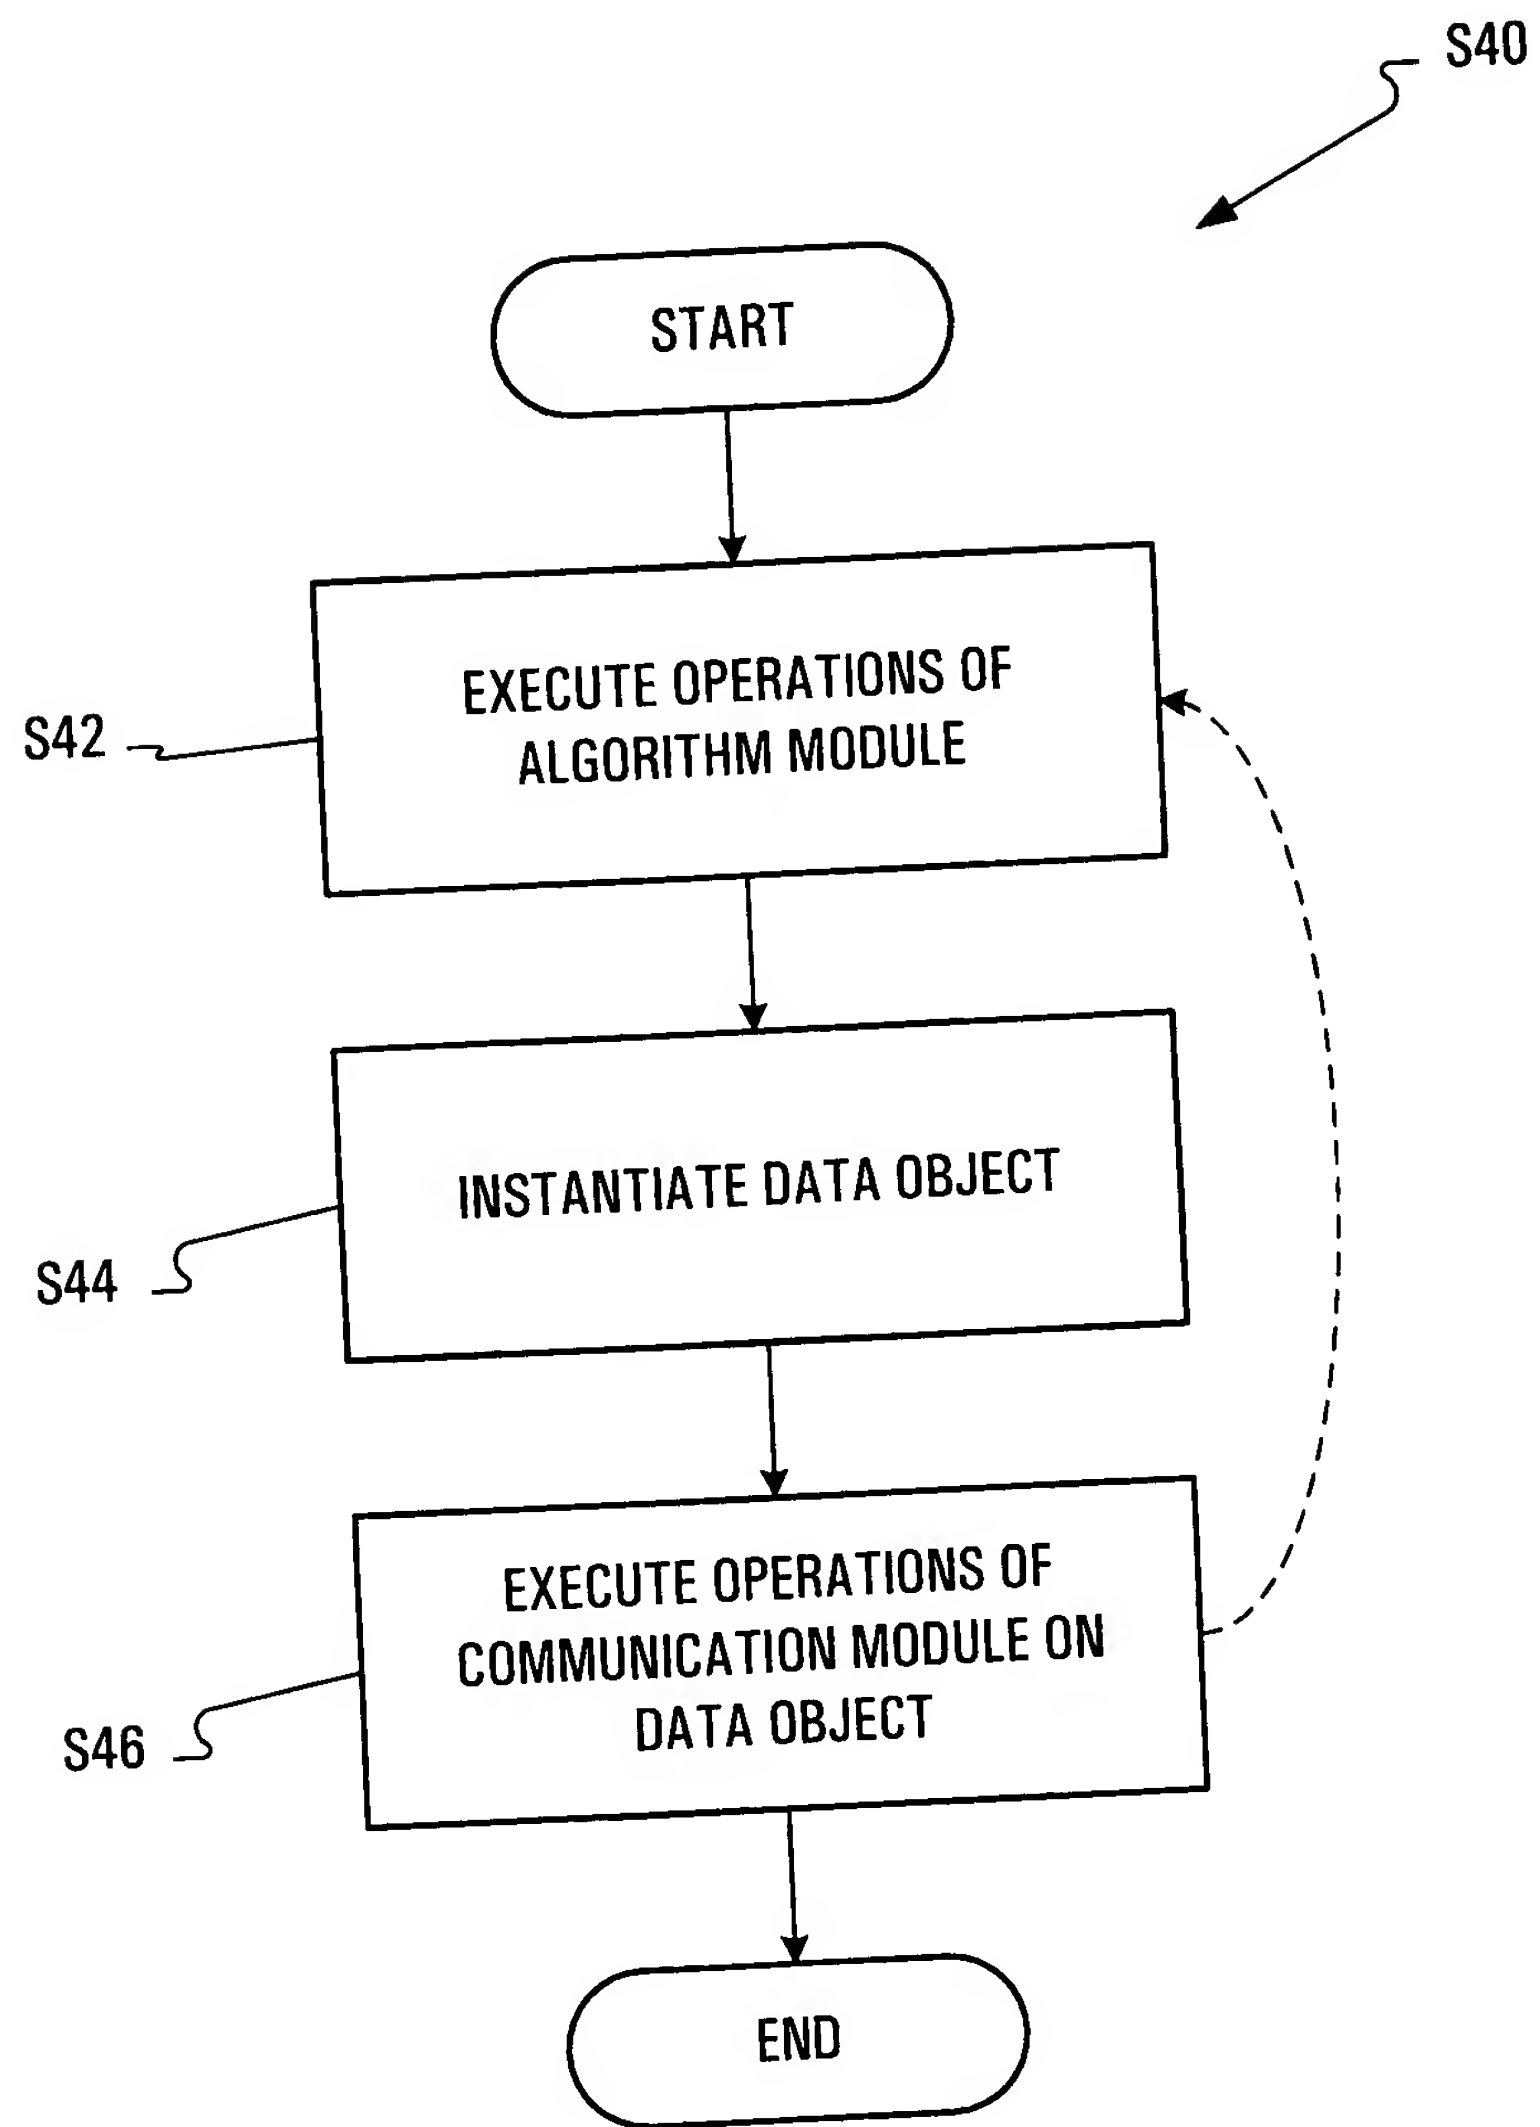 S40
START
EXECUTE OPERATIONS OF
ALGORITHM MODULE
S42
INSTANTIATE DATA OBJECT
S44
EXECUTE OPERATIONS OF
COMMUNICATION MODULE ON
DATA OBJECT
S46
END